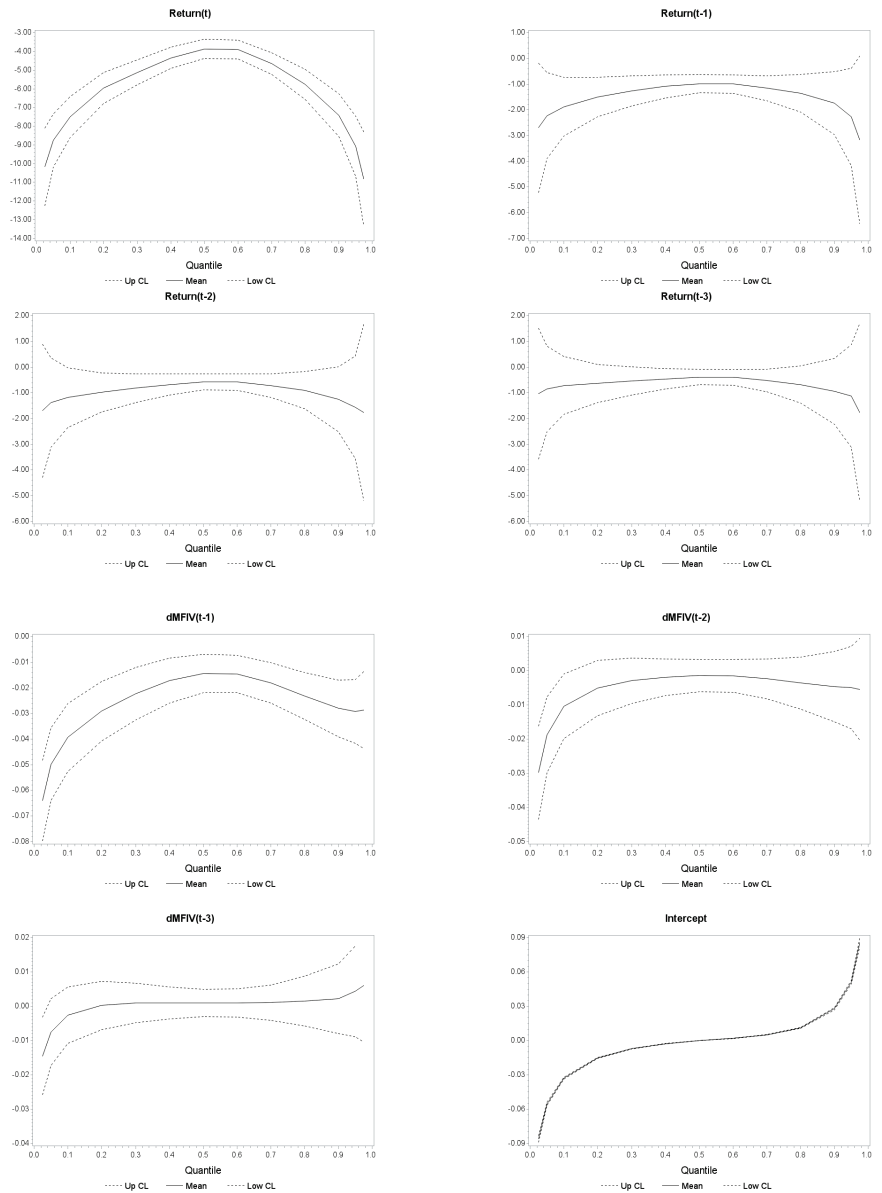 Return(t)
-3.00
-4.00
-5.00
-6.00
-7.00
-8.00
-9.00
-10.00
-11.00
-12.00
-13.00
-14.00
0.0 0.1 0.2 0.3 0.4 0.5 0.6 0.7 0.8 0.9 1.0
Quantile
Up CL Mean Low CL
Return(t-1)
1.00
0.00
-1.00
-2.00
-3.00
-4.00
-5.00
-6.00
-7.00
0.0 0.1 0.2 0.3 0.4 0.5 0.6 0.7 0.8 0.9 1.0
Quantile
Up CL Mean Low CL
Return(t-2)
2.00
1.00
0.00
-1.00
-2.00
-3.00
-4.00
-5.00
-6.00
0.0 0.1 0.2 0.3 0.4 0.5 0.6 0.7 0.8 0.9 1.0
Quantile
Up CL Mean Low CL
Return(t-3)
2.00
1.00
0.00
-1.00
-2.00
-3.00
-4.00
-5.00
-6.00
0.0 0.1 0.2 0.3 0.4 0.5 0.6 0.7 0.8 0.9 1.0
Quantile
Up CL Mean Low CL
dMFIV(t-1)
0.00
-0.01
-0.02
-0.03
-0.04
-0.05
-0.06
-0.07
-0.08
0.0 0.1 0.2 0.3 0.4 0.5 0.6 0.7 0.8 0.9 1.0
Quantile
Up CL Mean Low CL
dMFIV(t-2)
0.01
0.00
-0.01
-0.02
-0.03
-0.04
-0.05
0.0 0.1 0.2 0.3 0.4 0.5 0.6 0.7 0.8 0.9 1.0
Quantile
Up CL Mean Low CL
dMFIV(t-3)
0.02
0.01
0.00
-0.01
-0.02
-0.03
-0.04
0.0 0.1 0.2 0.3 0.4 0.5 0.6 0.7 0.8 0.9 1.0
Quantile
Up CL Mean Low CL
Intercept
0.09
0.06
0.03
0.00
-0.03
-0.06
-0.09
0.0 0.1 0.2 0.3 0.4 0.5 0.6 0.7 0.8 0.9 1.0
Quantile
Up CL Mean Low CL